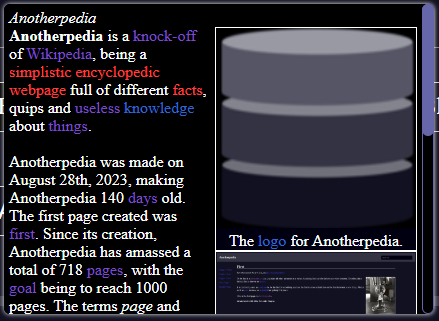 Anotherpedia
Anotherpedia is a knock-off
of Wikipedia, being a
simplistic encyclopedic
webpage full of different facts,
quips and useless knowledge
about things.
Anotherpedia was made on
August 28th, 2023, making
Anotherpedia 140 days old.
The first page created was
first. Since its creation,
Anotherpedia has amassed a
total of 718 pages, with the
goal being to reach 1000
pages. The terms page and
The logo for Anotherpedia.